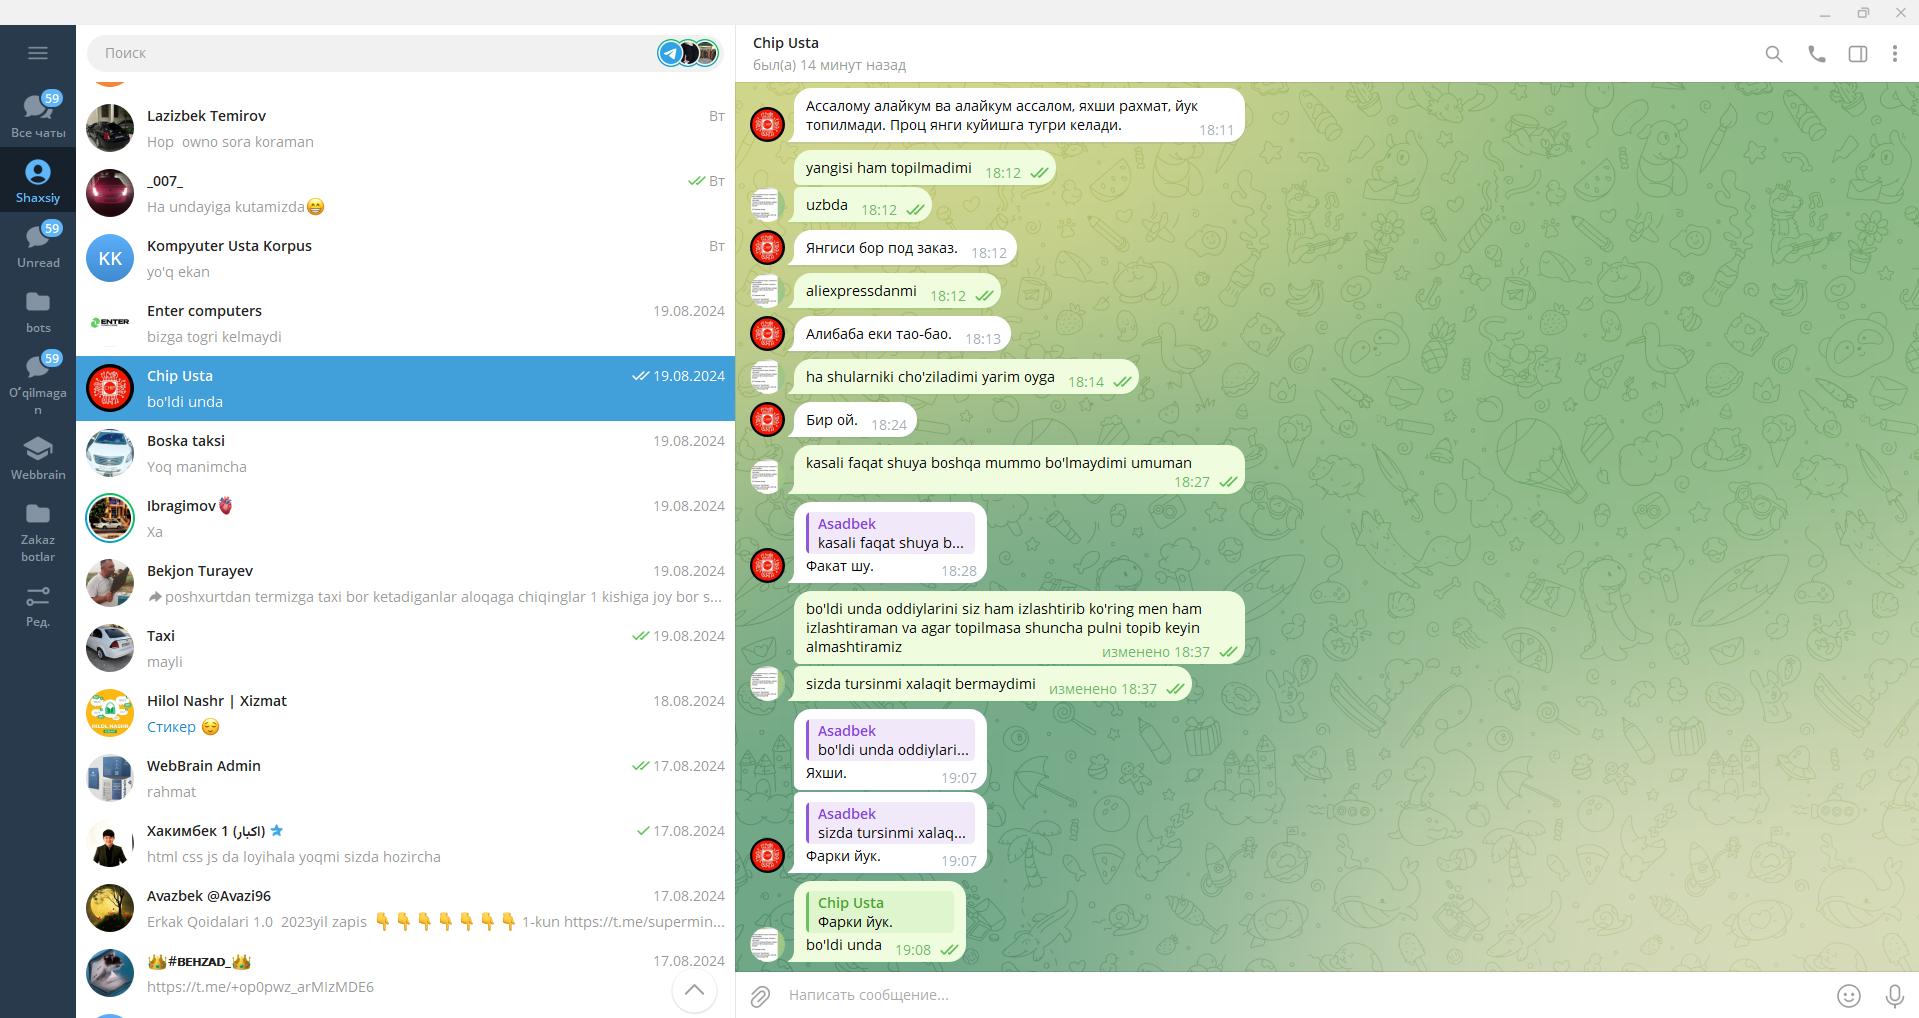 59
Все чаты
Shaxsiy
59
Unread
bots
59
Oʻqilmaga
n
Webbrain
Zakaz
botlar
Ред.
Поиск
Lazizbek Temirov
Вт
Hop  owno sora koraman
_007_
Вт
Ha undayiga kutamizda😁
KK
Kompyuter Usta Korpus
Вт
yo'q ekan
ENTER
Enter computers
19.08.2024
bizga togri kelmaydi
Chip Usta
19.08.2024
bo'ldi unda
Boska taksi
19.08.2024
Yoq manimcha
Ibragimov🫀
19.08.2024
Xa
Bekjon Turayev
19.08.2024
poshxurtdan termizga taxi bor ketadiganlar aloqaga chiqinglar 1 kishiga joy bor s...
Taxi
19.08.2024
mayli
HILOL NASHR
Hilol Nashr | Xizmat
18.08.2024
Стикер 😌
WebBrain Admin
17.08.2024
rahmat
Хакимбек 1 (اكبار)
17.08.2024
html css js da loyihala yoqmi sizda hozircha
Avazbek @Avazi96
17.08.2024
Erkak Qoidalari 1.0  2023yil zapis 👇👇👇👇👇👇👇 1-kun https://t.me/supermin...
👑#BEHZAD_👑
17.08.2024
https://t.me/+op0pwz_arMIzMDE6
Chip Usta
был(а) 14 минут назад
Ассалому алайкум ва алайкум ассалом, яхши рахмат, йук
топилмади. Проц янги куйишга тугри келади.
18:11
yangisi ham topilmadimi 18:12
uzbda 18:12
Янгиси бор под заказ. 18:12
aliexpressdanmi 18:12
Алибаба еки тао-бао. 18:13
ha shularniki cho'ziladimi yarim oyga 18:14
Бир ой. 18:24
kasali faqat shuya boshqa mummo bo'lmaydimi umuman
18:27
Asadbek
kasali faqat shuya b...
Факат шу. 18:28
bo'ldi unda oddiylarini siz ham izlashtirib ko'ring men ham
izlashtiraman va agar topilmasa shuncha pulni topib keyin
almashtiramiz
изменено 18:37
sizda tursinmi xalaqit bermaydimi изменено 18:37
Asadbek
bo'ldi unda oddiylari...
Яхши. 19:07
Asadbek
sizda tursinmi xalaq...
Фарки йук. 19:07
Chip Usta
Фарки йук.
bo'ldi unda 19:08
Написать сообщение...